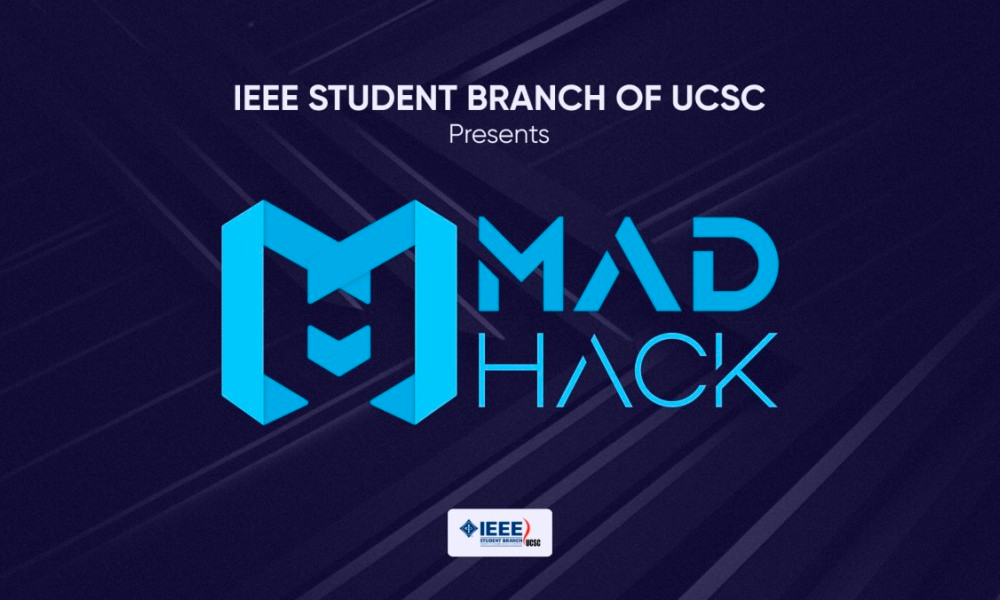 IEEE STUDENT BRANCH OF UCSC
Presents
MAD
HACK
IEEE
STUDENT BRANCH
UCSC